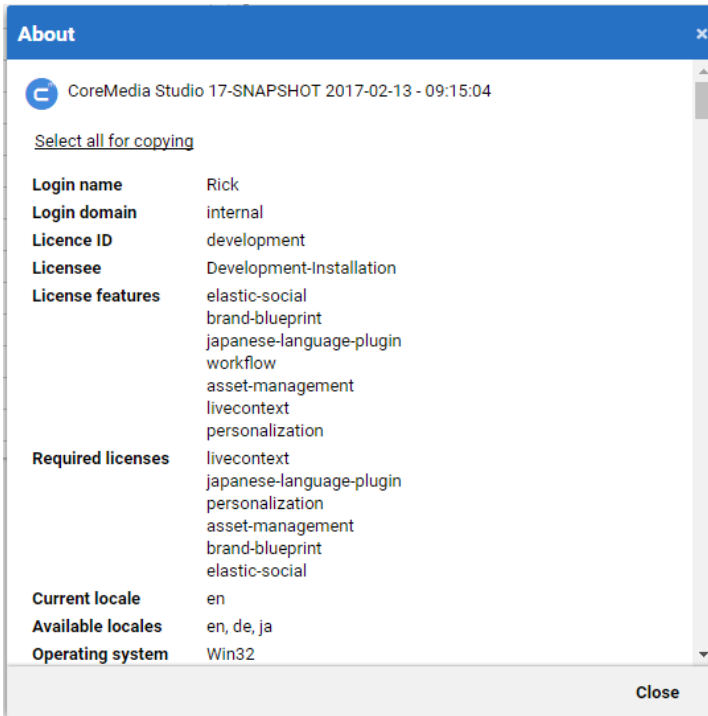 About
CoreMedia Studio 17-SNAPSHOT 2017-02-13 - 09:15:04
Select all for copying
Login name Rick
Login domain internal
Licence ID development
Licensee Development-Installation
License features elastic-social
brand-blueprint
japanese-language-plugin
workflow
asset-management
livecontext
personalization
Required licenses livecontext
japanese-language-plugin
personalization
asset-management
brand-blueprint
elastic-social
Current locale en
Available locales en, de, ja
Operating system Win32
Close